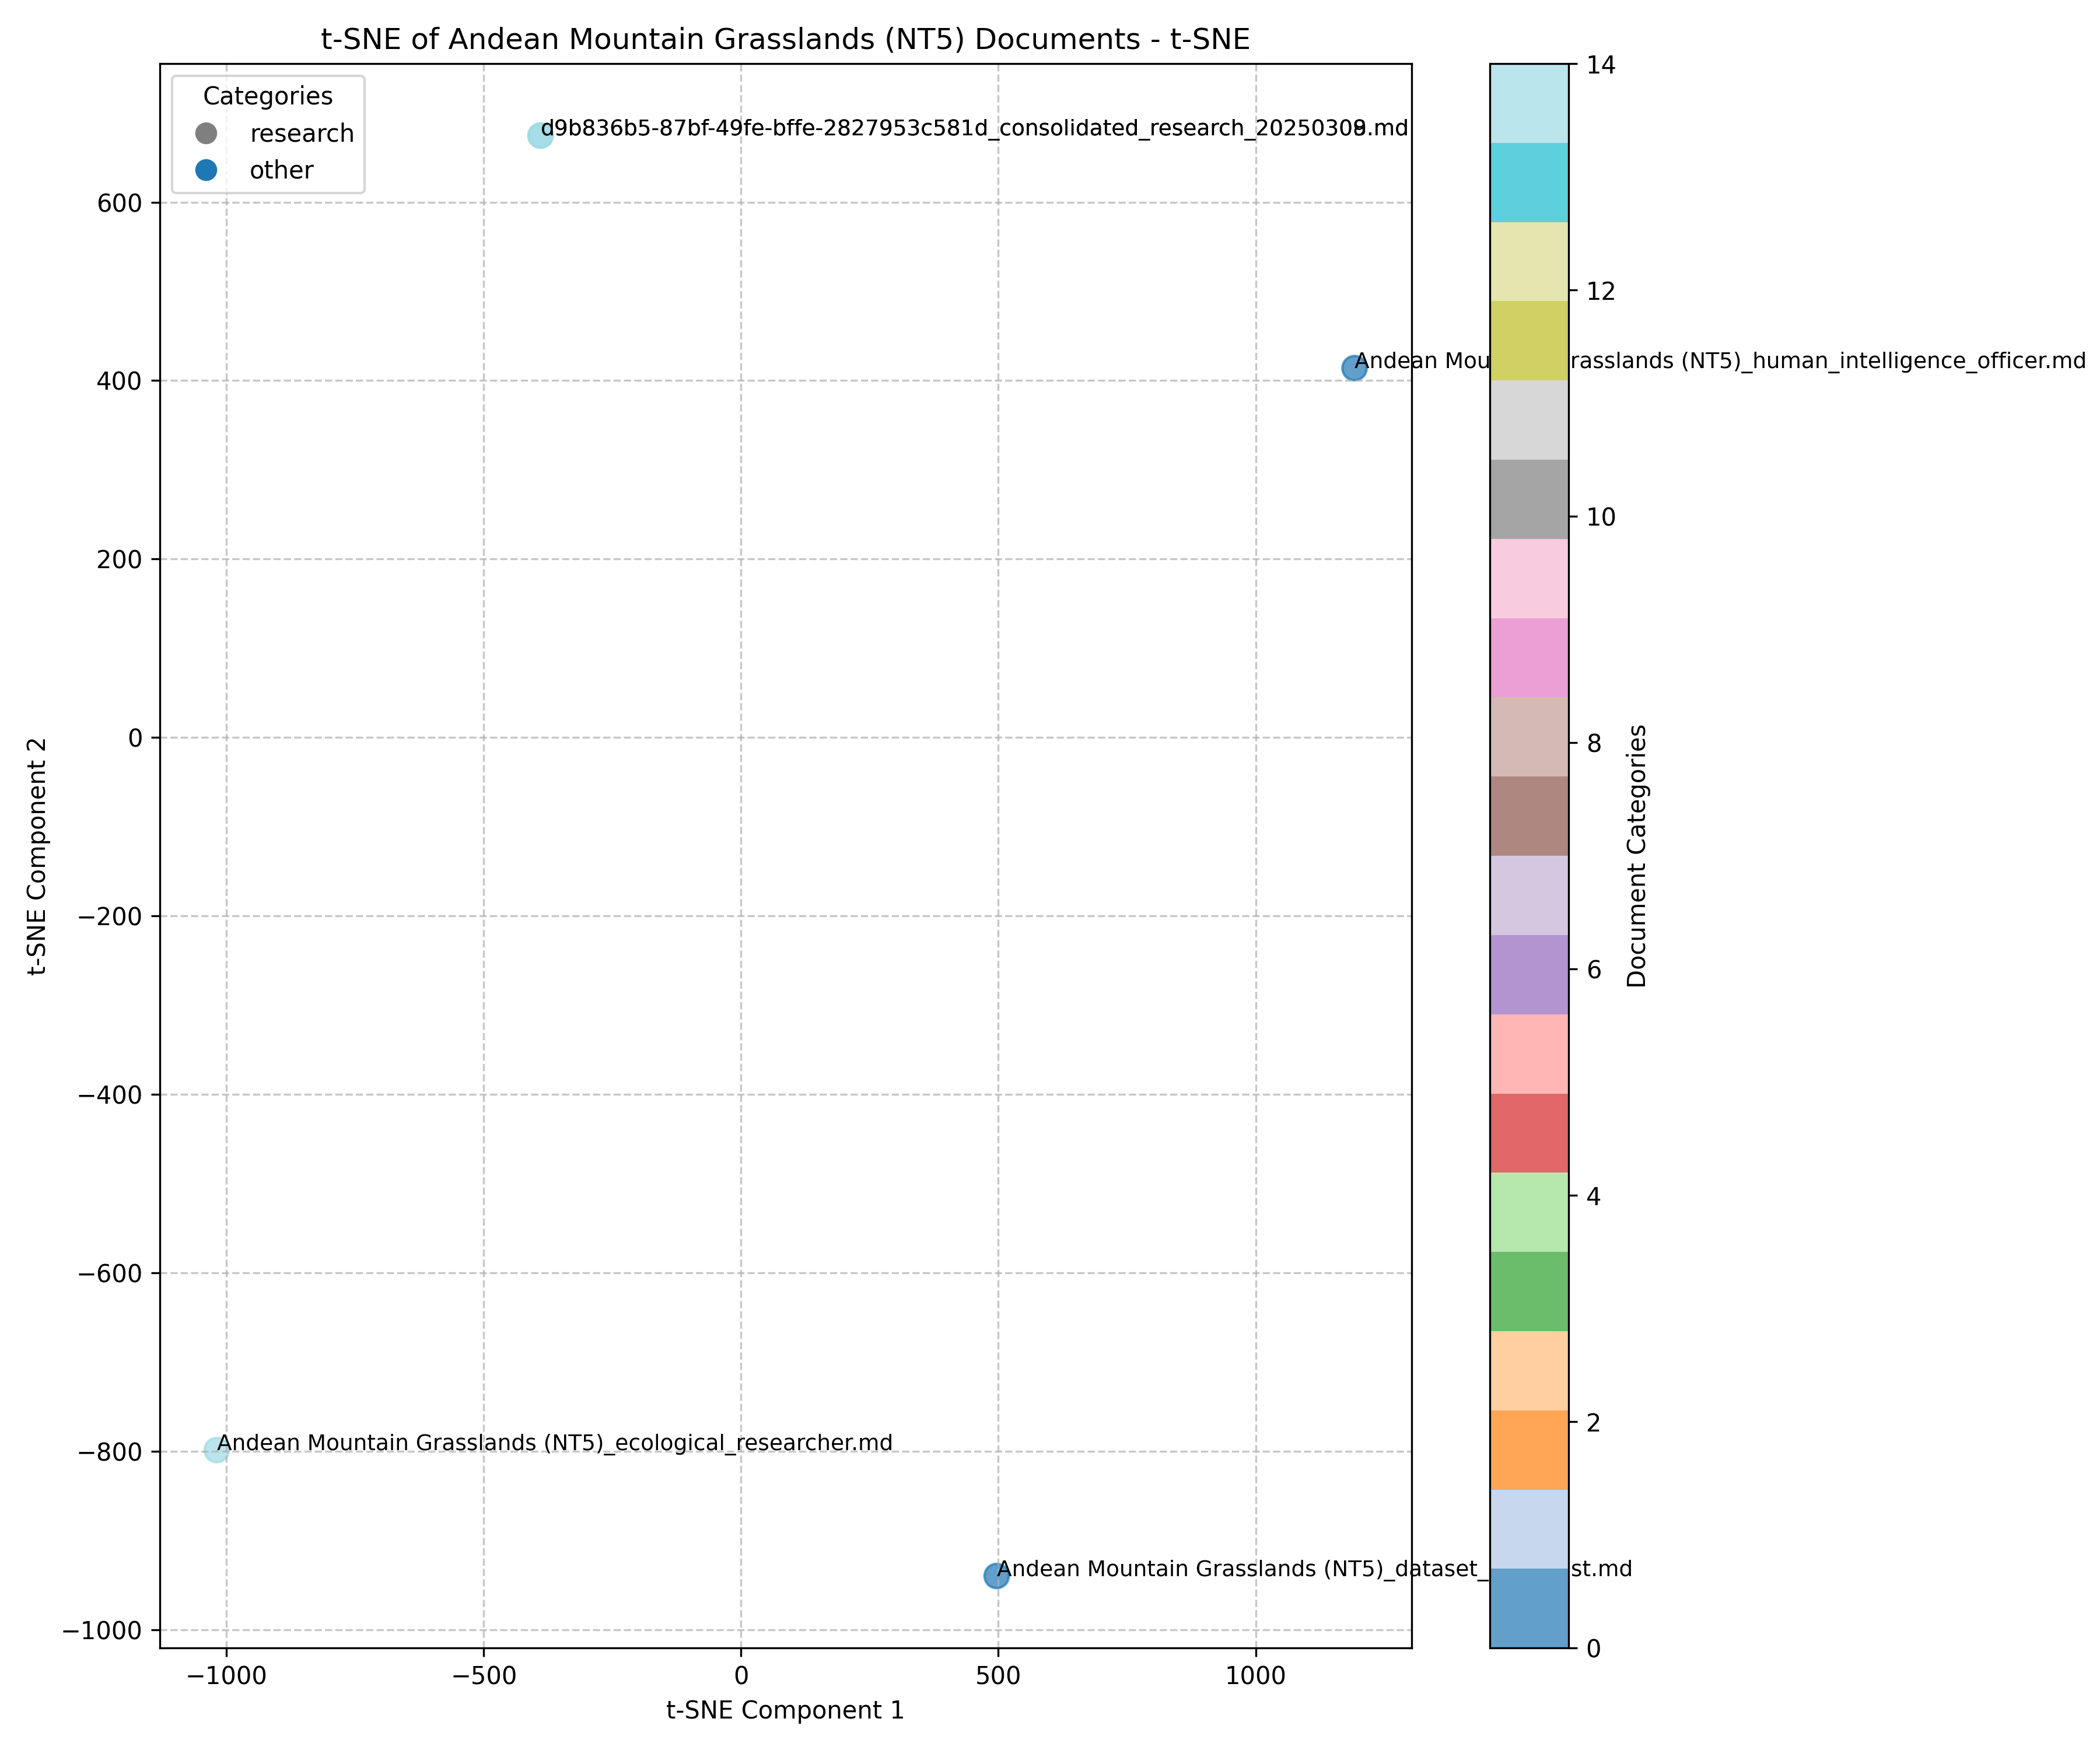 t-SNE of Andean Mountain Grasslands (NT5) Documents - t-SNE
Categories
research
other
d9b836b5-87bf-49fe-bffe-2827953c581d_consolidated_research_.md
Andean rasslands (NT5)_human_intelligence_officer.md
Andean Mountain Grasslands (NT5)_ecological_researcher.md
Andean Mountain Grasslands (NT5)_dataset_ st.md
t-SNE Component 2
600
400
200
0
−200
−400
−600
−800
−1000
−1000
−500
0
500
1000
t-SNE Component 1
14
12
10
8
6
4
2
0
Document Categories